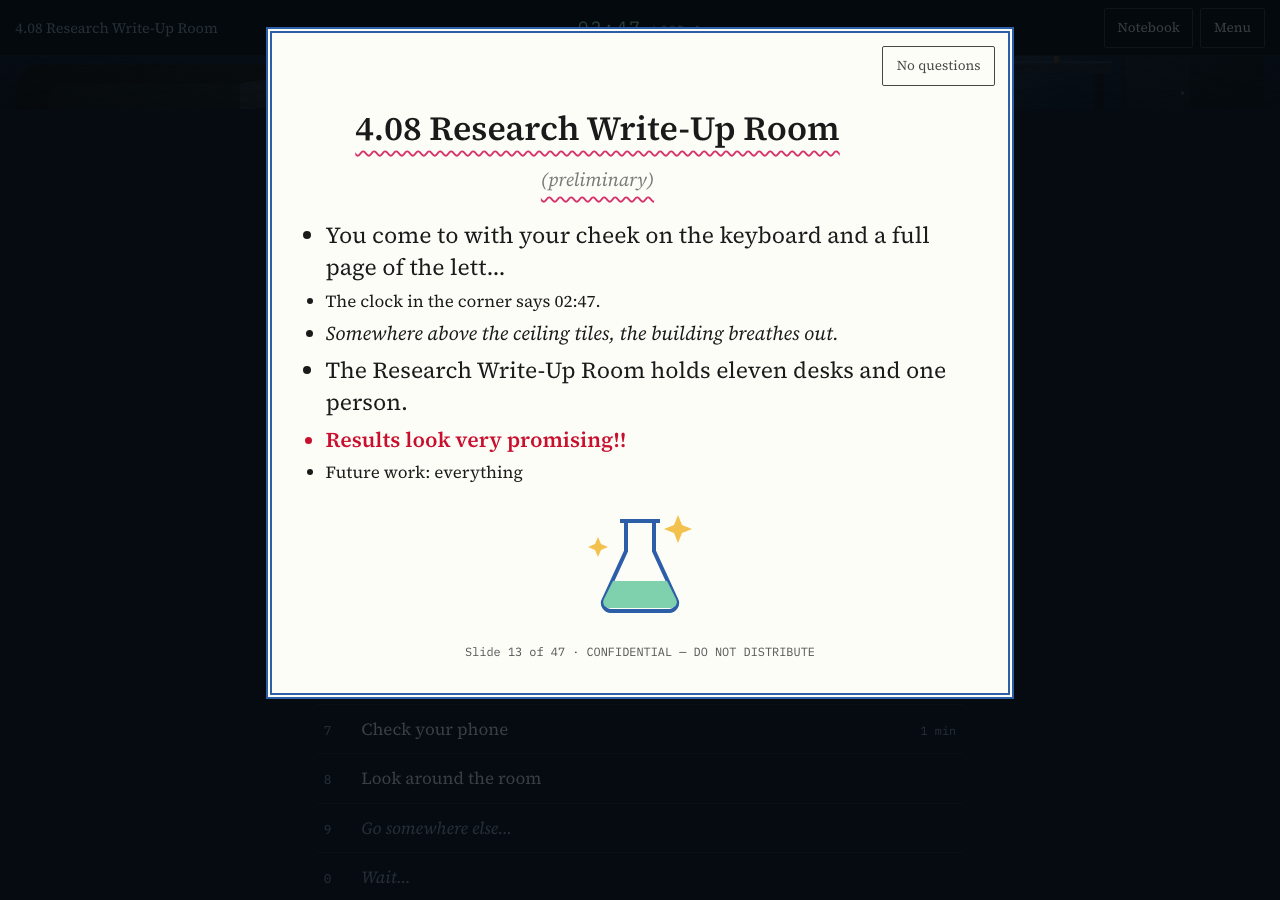 4.08 Research Write-Up Room
02:47
Notebook
Menu
No questions
4.08 Research Write-Up Room
(preliminary)
• You come to with your cheek on the keyboard and a full
page of the lett...
• The clock in the corner says 02:47.
• Somewhere above the ceiling tiles, the building breathes out.
• The Research Write-Up Room holds eleven desks and one
person.
• Results look very promising!!
• Future work: everything
Slide 13 of 47 · CONFIDENTIAL — DO NOT DISTRIBUTE
7 Check your phone 1 min
8 Look around the room
9 Go somewhere else...
0 Wait...